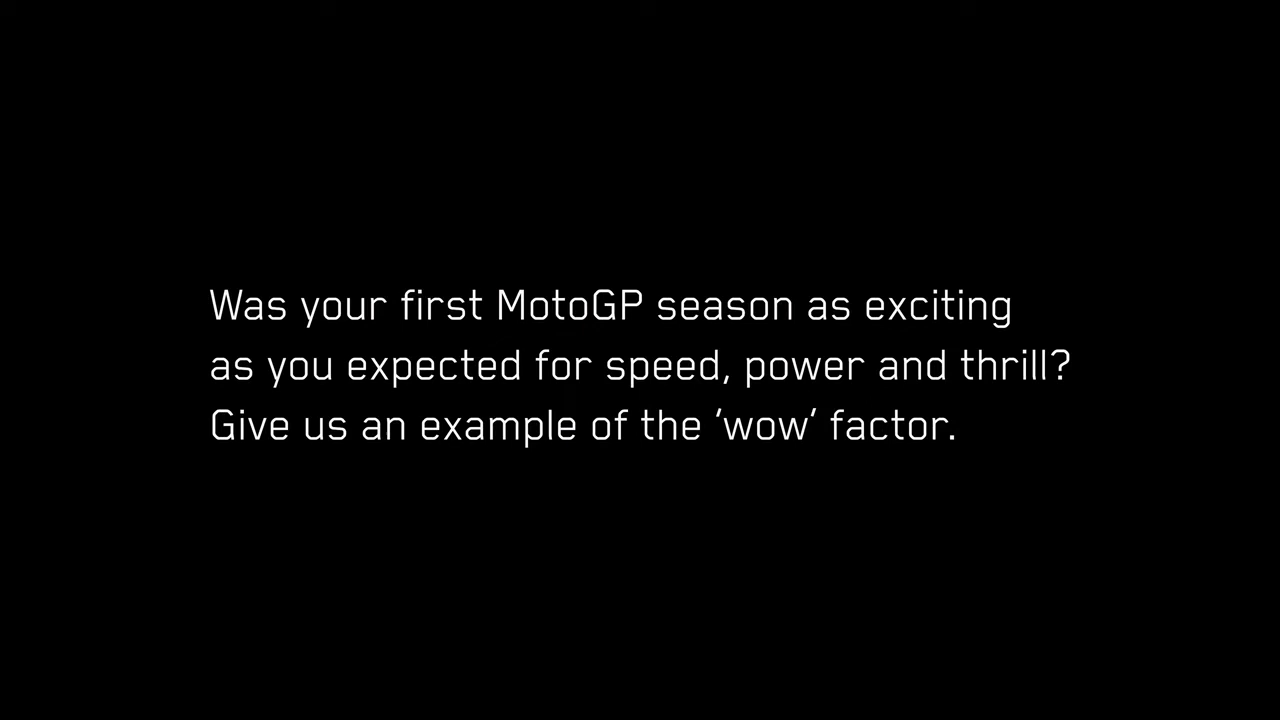 Was your first MotoGP season as exciting
as you expected for speed, power and thrill?
Give us an example of the ‘wow‘ factor.